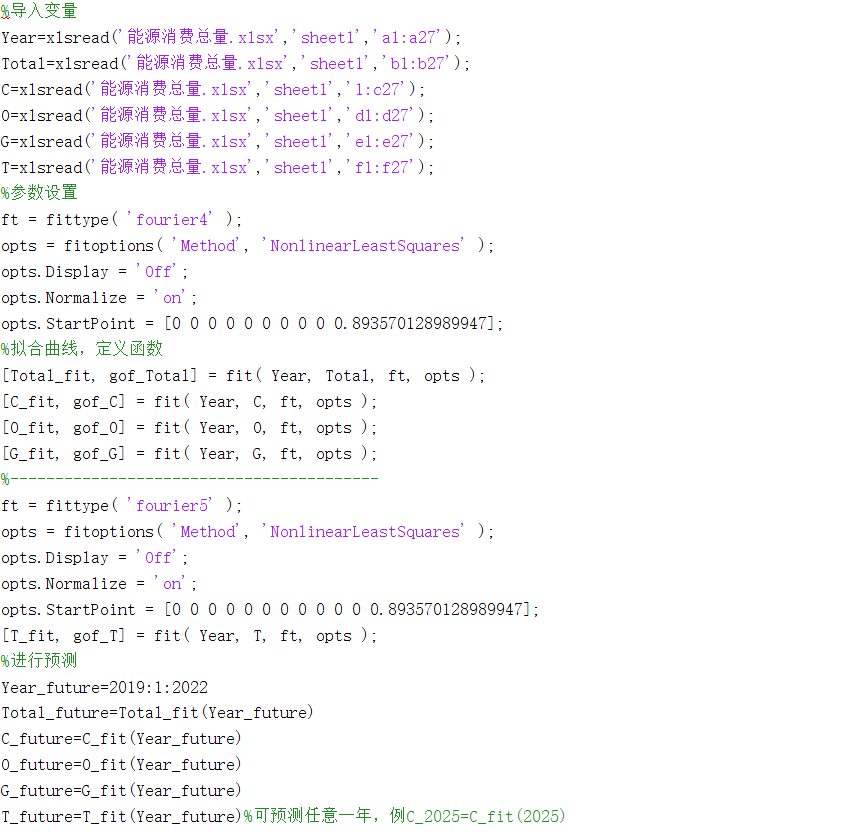 %导入变量
Year=xlsread('能源消费总量.xlsx','sheet1','a1:a27');
Total=xlsread('能源消费总量.xlsx','sheet1','b1:b27');
C=xlsread('能源消费总量.xlsx','sheet1','1:c27');
O=xlsread('能源消费总量.xlsx','sheet1','d1:d27');
G=xlsread('能源消费总量.xlsx','sheet1','e1:e27');
T=xlsread('能源消费总量.xlsx','sheet1','f1:f27');
%参数设置
ft = fittype( 'fourier4' );
opts = fitoptions( 'Method', 'NonlinearLeastSquares' );
opts.Display = 'Off';
opts.Normalize = 'on';
opts.StartPoint = [0 0 0 0 0 0 0 0 0 0.893570128989947];
%拟合曲线，定义函数
[Total_fit, gof_Total] = fit( Year, Total, ft, opts );
[C_fit, gof_C] = fit( Year, C, ft, opts );
[O_fit, gof_O] = fit( Year, O, ft, opts );
[G_fit, gof_G] = fit( Year, G, ft, opts );
%-----------------------------------------
ft = fittype( 'fourier5' );
opts = fitoptions( 'Method', 'NonlinearLeastSquares' );
opts.Display = 'Off';
opts.Normalize = 'on';
opts.StartPoint = [0 0 0 0 0 0 0 0 0 0 0 0.893570128989947];
[T_fit, gof_T] = fit( Year, T, ft, opts );
%进行预测
Year_future=2019:1:2022
Total_future=Total_fit(Year_future)
C_future=C_fit(Year_future)
O_future=O_fit(Year_future)
G_future=G_fit(Year_future)
T_future=T_fit(Year_future)%可预测任意一年，例C_2025=C_fit(2025)